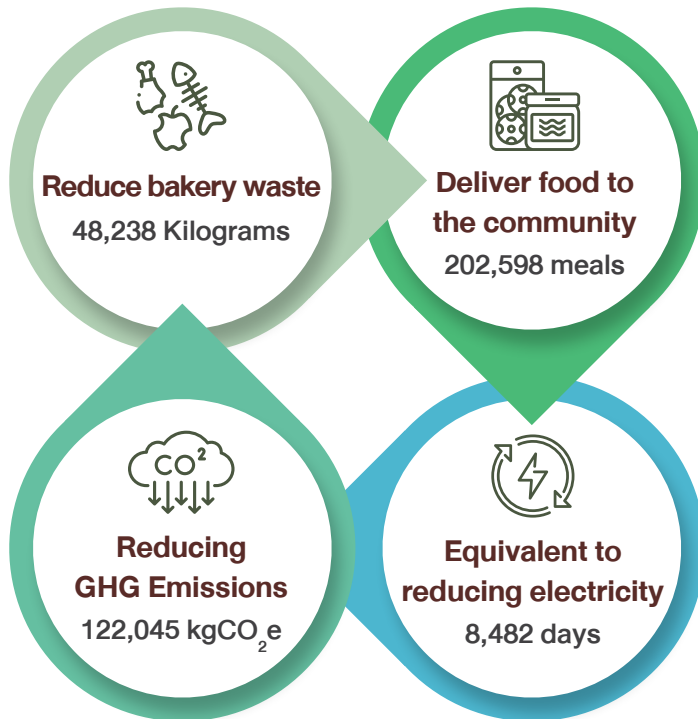 Reduce bakery waste
48,238 Kilograms
Deliver food to
the community
202,598 meals
CO²
Reducing
GHG Emissions
122,045 kgCO₂e
Equivalent to
reducing electricity
8,482 days